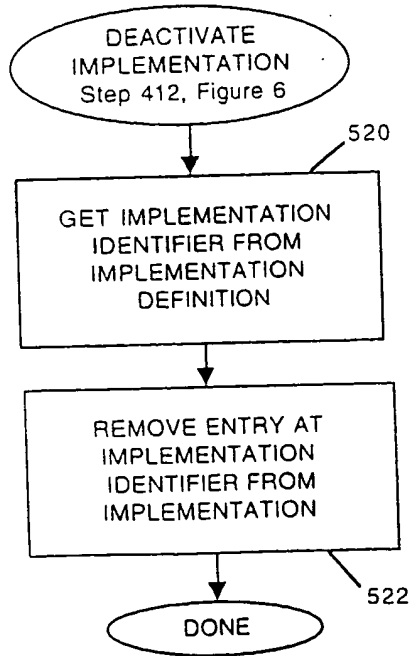 DEACTIVATE
IMPLEMENTATION
Step 412, Figure 6
520
GET IMPLEMENTATION
IDENTIFIER FROM
IMPLEMENTATION
DEFINITION
REMOVE ENTRY AT
IMPLEMENTATION
IDENTIFIER FROM
IMPLEMENTATION
522
DONE